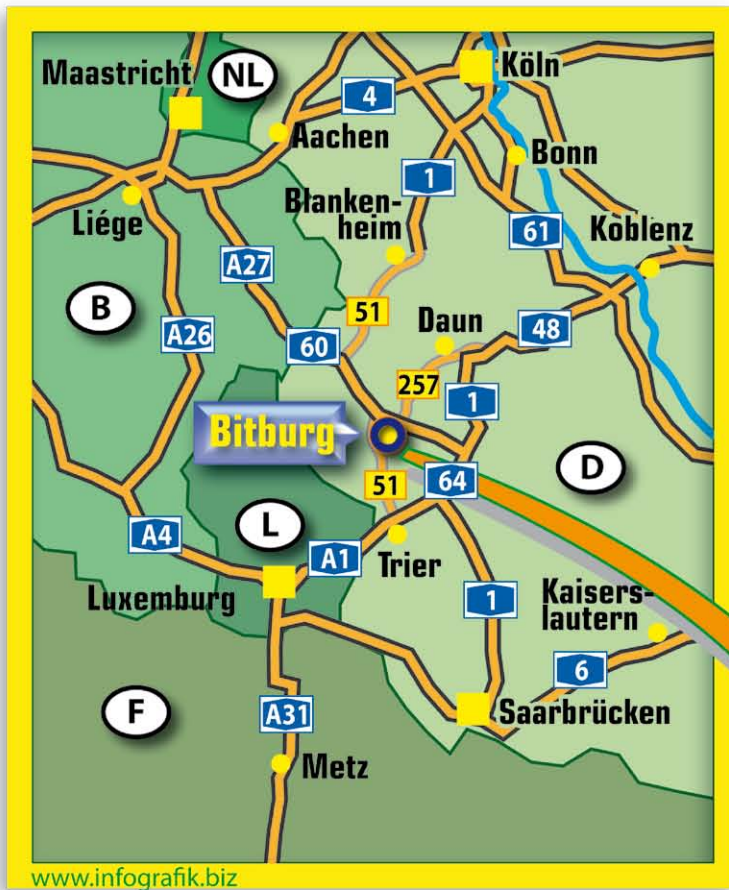 Maastricht
NL
Köln
4
Aachen
Bonn
1
Blanken-
heim
Liége
61
Koblenz
A27
B
51
Daun
48
A26
60
257
1
Bitburg
D
51
64
L
A4
A1
Trier
Luxemburg
1
Kaisers-
lautern
6
F
A31
Saarbrücken
Metz
www.infografik.biz